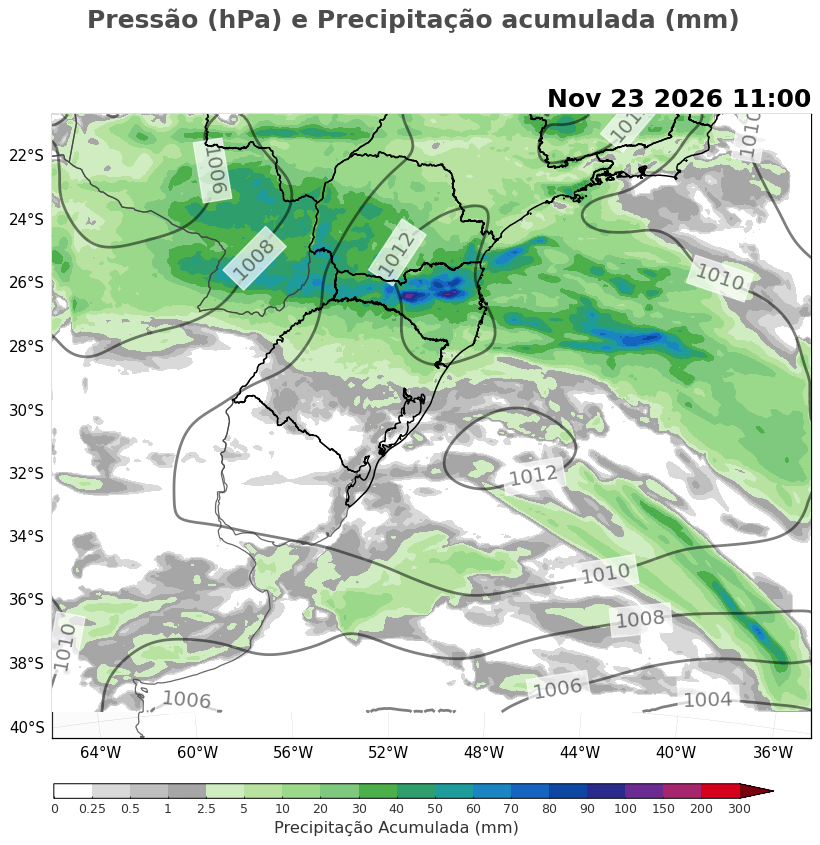 Pressão (hPa) e Precipitação acumulada (mm)
Nov 23 2026 11:00
1010
1006
1008
1012
1010
1012
1010
1008
1010
1006
1006
1004
22°S
24°S
26°S
28°S
30°S
32°S
34°S
36°S
38°S
40°S
64°W 60°W 56°W 52°W 48°W 44°W 40°W 36°W
0 0.25 0.5 1 2.5 5 10 20 30 40 50 60 70 80 90 100 150 200 300
Precipitação Acumulada (mm)